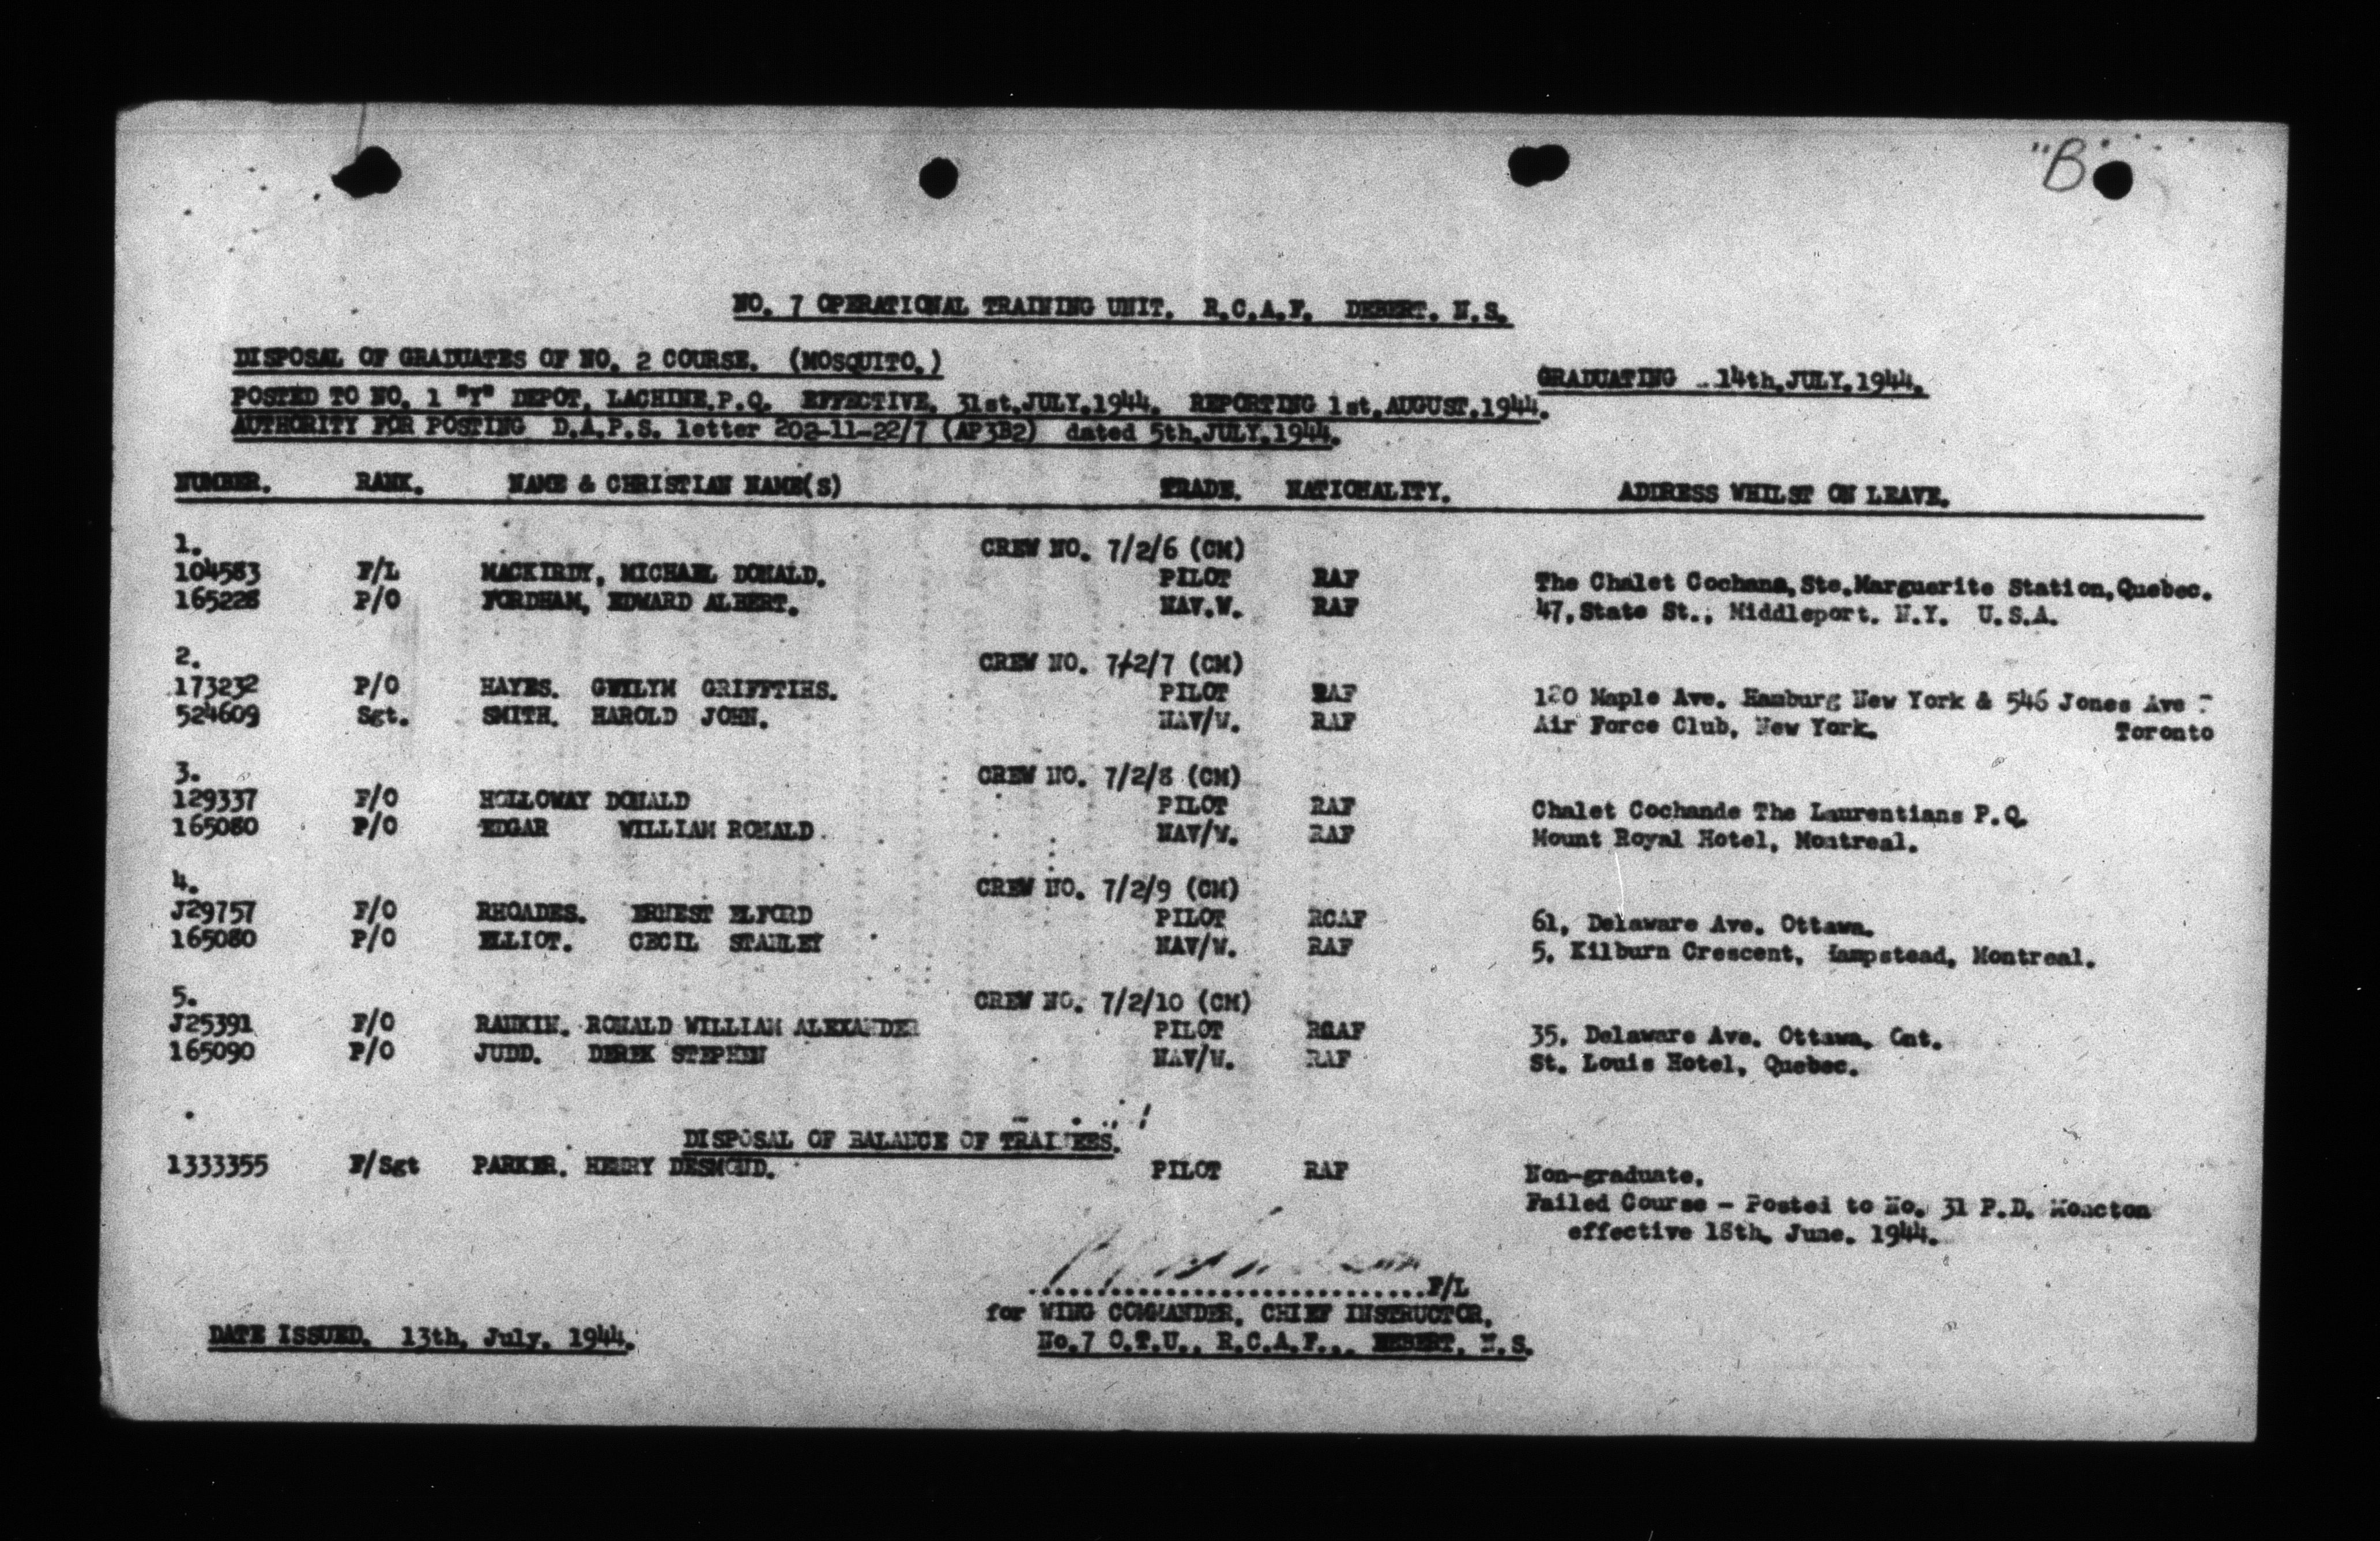 "B"
NO. 7 OPERATIONAL TRAINING UNIT. R.C.A.F. DEBERT. N.S.
DISPOSAL OF GRADUATES OF NO. 2 COURSE. (MOSQUITO.)
GRADUATING 14th.JULY.1944.
POSTED TO NO. 1 "Y" DEPOT, LACHINE.P.Q. EFFECTIVE. 31st.JULY.1944. REPORTING 1st.AUGUST.1944.
AUTHORITY FOR POSTING D.A.P.S. letter 202-11-22/7 (AP3B2) dated 5th.JULY.1944.
NUMBER. RANK. NAME & CHRISTIAN NAME(S) TRADE. NATIONALITY. ADDRESS WHILST ON LEAVE.
1. CREW NO. 7/2/6 (CM)
104583 F/L MACKIRDY, MICHAEL DONALD. PILOT RAF The Chalet Cochana, Ste.Marguerite Station, Quebec.
165228 P/O FORDHAM, EDWARD ALBERT. NAV.W. RAF 47, State St., Middleport. N.Y. U.S.A.
2. CREW NO. 7/2/7 (CM)
173232 P/O HAYES. GWILYM GRIFFTIHS. PILOT RAF 120 Maple Ave. Hamburg New York & 546 Jones Ave
524609 Sgt. SMITH. HAROLD JOHN. NAV/W. RAF Air Force Club, New York. Toronto
3. CREW NO. 7/2/8 (CM)
129337 F/O HOLLOWAY DONALD PILOT RAF Chalet Cochande The Laurentians P.Q.
165080 P/O EDGAR WILLIAM RONALD. NAV/W. RAF Mount Royal Hotel, Montreal.
4. CREW NO. 7/2/9 (CM)
J29757 F/O RHOADES. ERNEST ELFORD PILOT RCAF 61, Delaware Ave. Ottawa.
165080 P/O ELLIOT. CECIL STANLEY NAV/W. RAF 5, Kilburn Crescent, Hampstead, Montreal.
5. CREW NO. 7/2/10 (CM)
J25391 F/O RANKIN. RONALD WILLIAM ALEXANDER PILOT RCAF 35, Delaware Ave. Ottawa. Ont.
165090 P/O JUDD. DEREK STEPHEN NAV/W. RAF St. Louis Hotel, Quebec.
DISPOSAL OF BALANCE OF TRAINEES.
1333355 F/Sgt PARKER. HENRY DESMOND. PILOT RAF Non-graduate.
Failed Course - Posted to No. 31 P.D. Moncton
effective 18th. June. 1944.
F/L
for WING COMMANDER, CHIEF INSTRUCTOR,
DATE ISSUED. 13th. July. 1944.
No.7 O.T.U., R.C.A.F.., DEBERT. N.S.